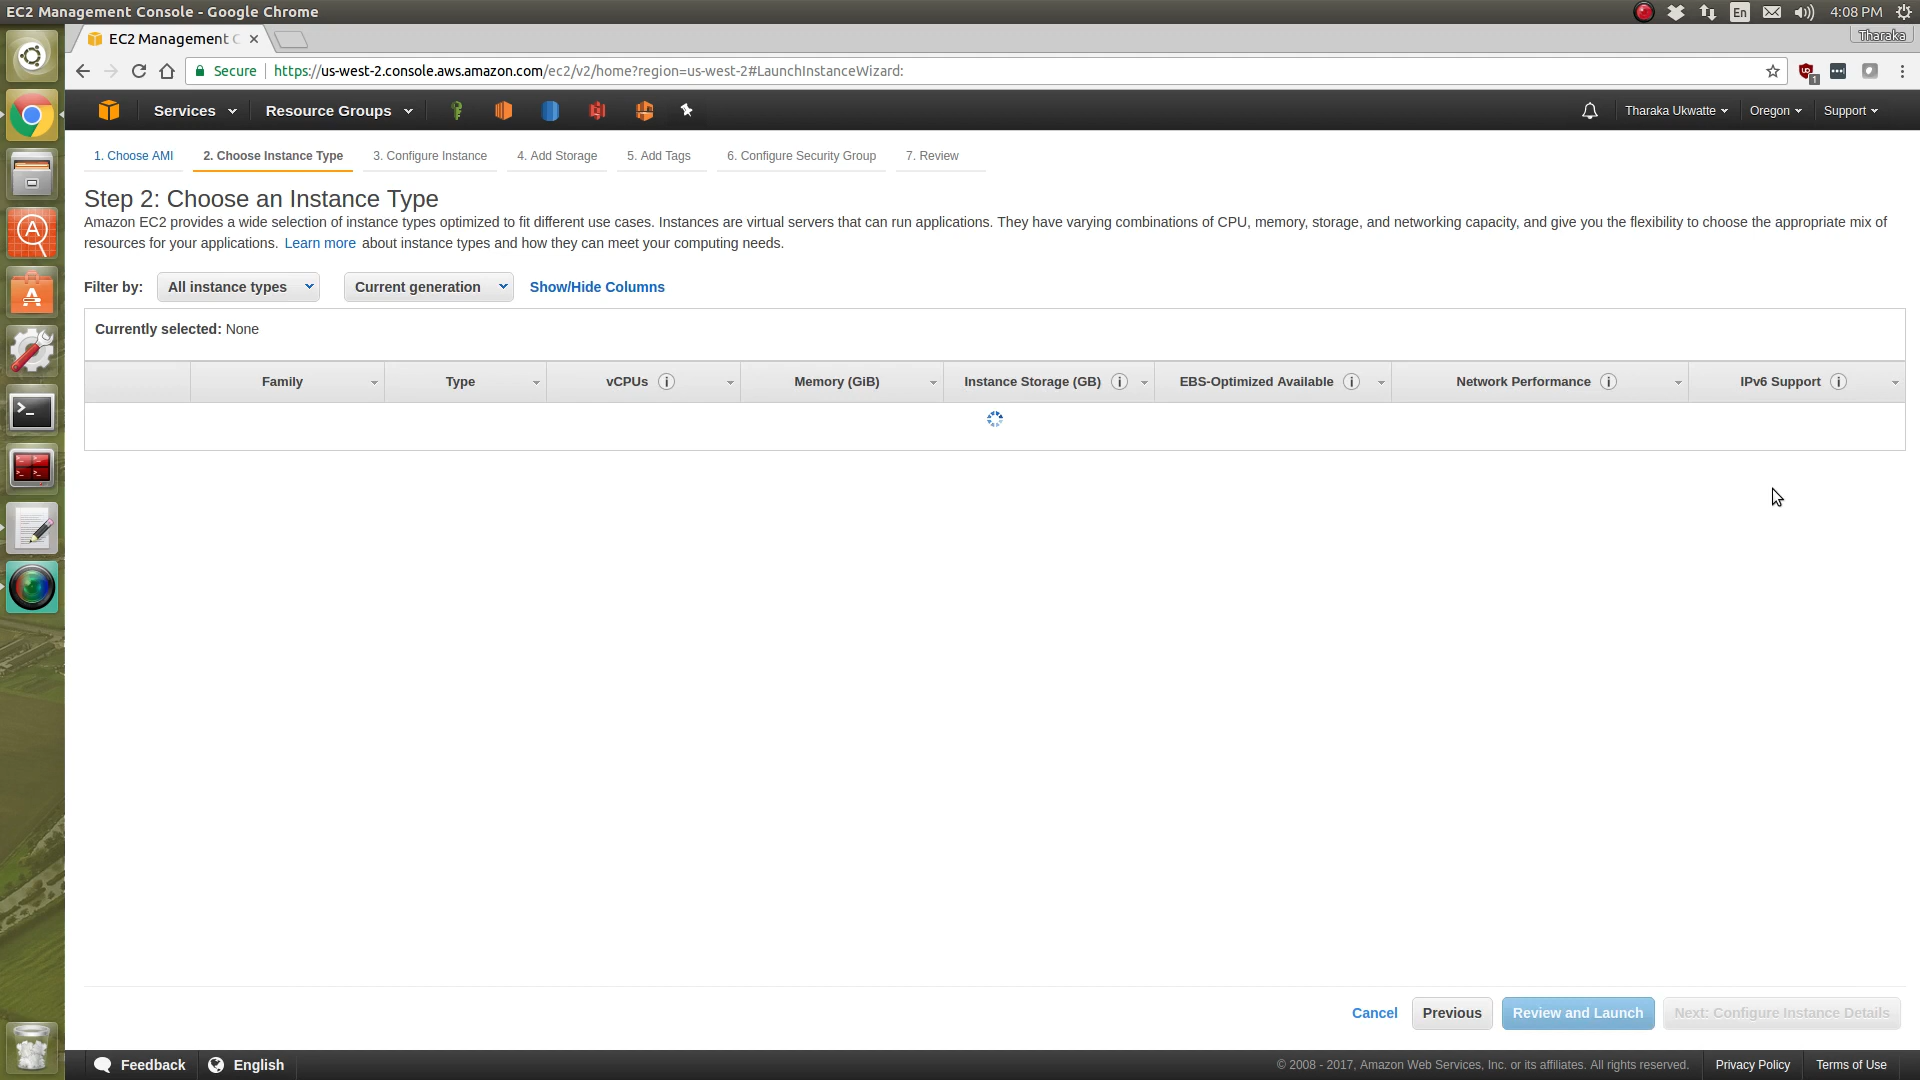 EC2 Management Console - Google Chrome
En
4:08 PM
EC2 Management C
Tharaka
Secure
https://us-west-2.console.aws.amazon.com/ec2/v2/home?region=us-west-2#LaunchInstanceWizard:
1
Services
Resource Groups
Tharaka Ukwatte
Oregon
Support
1. Choose AMI
2. Choose Instance Type
3. Configure Instance
4. Add Storage
5. Add Tags
6. Configure Security Group
7. Review
Step 2: Choose an Instance Type
Amazon EC2 provides a wide selection of instance types optimized to fit different use cases. Instances are virtual servers that can run applications. They have varying combinations of CPU, memory, storage, and networking capacity, and give you the flexibility to choose the appropriate mix of
resources for your applications. Learn more about instance types and how they can meet your computing needs.
Filter by:
All instance types
Current generation
Show/Hide Columns
Currently selected: None
Family
Type
vCPUs
Memory (GiB)
Instance Storage (GB)
EBS-Optimized Available
Network Performance
IPv6 Support
Cancel
Previous
Review and Launch
Next: Configure Instance Details
Feedback
English
© 2008 - 2017, Amazon Web Services, Inc. or its affiliates. All rights reserved.
Privacy Policy
Terms of Use